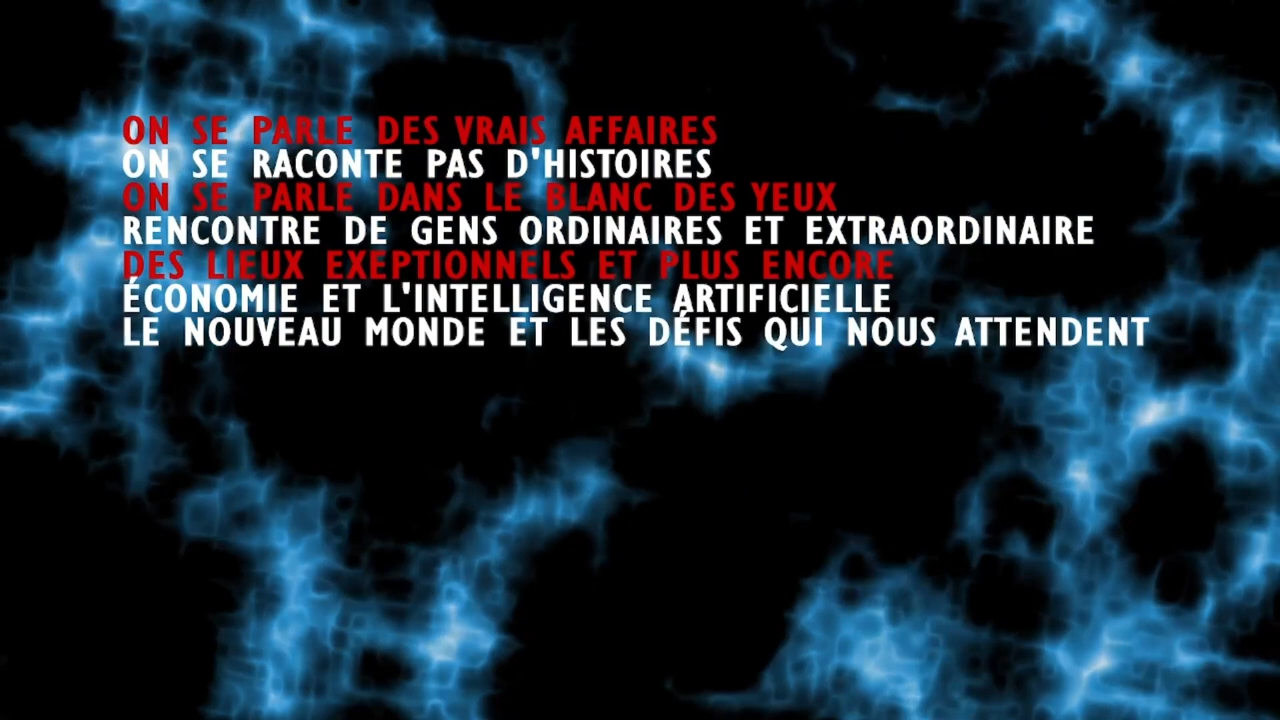 ON SE PARLE DES VRAIS AFFAIRES
ON SE RACONTE PAS D'HISTOIRES
ON SE PARLE DANS LE BLANC DES YEUX
RENCONTRE DE GENS ORDINAIRES ET EXTRAORDINAIRE
DES LIEUX EXEPTIONNELS ET PLUS ENCORE
ÉCONOMIE ET L'INTELLIGENCE ARTIFICIELLE
LE NOUVEAU MONDE ET LES DÉFIS QUI NOUS ATTENDENT